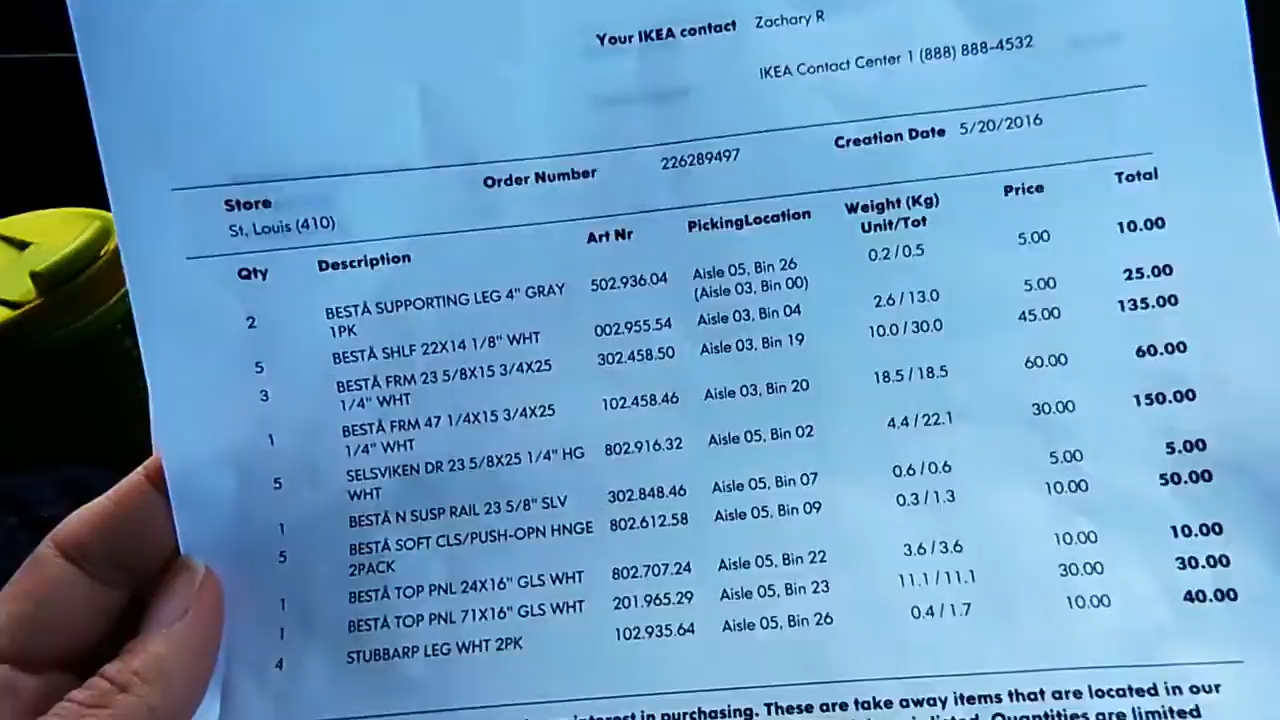 Your IKEA contact Zachary R
IKEA Contact Center 1 (888) 888-4532
Store Order Number 226289497 Creation Date 5/20/2016
St. Louis (410)
Qty Description Art Nr PickingLocation Weight (Kg) Unit/Tot Price Total
2 BESTÅ SUPPORTING LEG 4" GRAY 502.936.04 Aisle 05, Bin 26 0.2 / 0.5 5.00 10.00
1PK (Aisle 03, Bin 00)
5 BESTÅ SHLF 22X14 1/8" WHT 002.955.54 Aisle 03, Bin 04 2.6 / 13.0 5.00 25.00
3 BESTÅ FRM 23 5/8X15 3/4X25 302.458.50 Aisle 03, Bin 19 10.0 / 30.0 45.00 135.00
1/4" WHT
1 BESTÅ FRM 47 1/4X15 3/4X25 102.458.46 Aisle 03, Bin 20 18.5 / 18.5 60.00 60.00
1/4" WHT
5 SELSVIKEN DR 23 5/8X25 1/4" HG 802.916.32 Aisle 05, Bin 02 4.4 / 22.1 30.00 150.00
WHT
1 BESTÅ N SUSP RAIL 23 5/8" SLV 302.848.46 Aisle 05, Bin 07 0.6 / 0.6 5.00 5.00
5 BESTÅ SOFT CLS/PUSH-OPN HNGE 802.612.58 Aisle 05, Bin 09 0.3 / 1.3 10.00 50.00
2PACK
1 BESTÅ TOP PNL 24X16" GLS WHT 802.707.24 Aisle 05, Bin 22 3.6 / 3.6 10.00 10.00
1 BESTÅ TOP PNL 71X16" GLS WHT 201.965.29 Aisle 05, Bin 23 11.1 / 11.1 30.00 30.00
4 STUBBARP LEG WHT 2PK 102.935.64 Aisle 05, Bin 26 0.4 / 1.7 10.00 40.00
in purchasing. These are take away items that are located in our
Quantities are limited